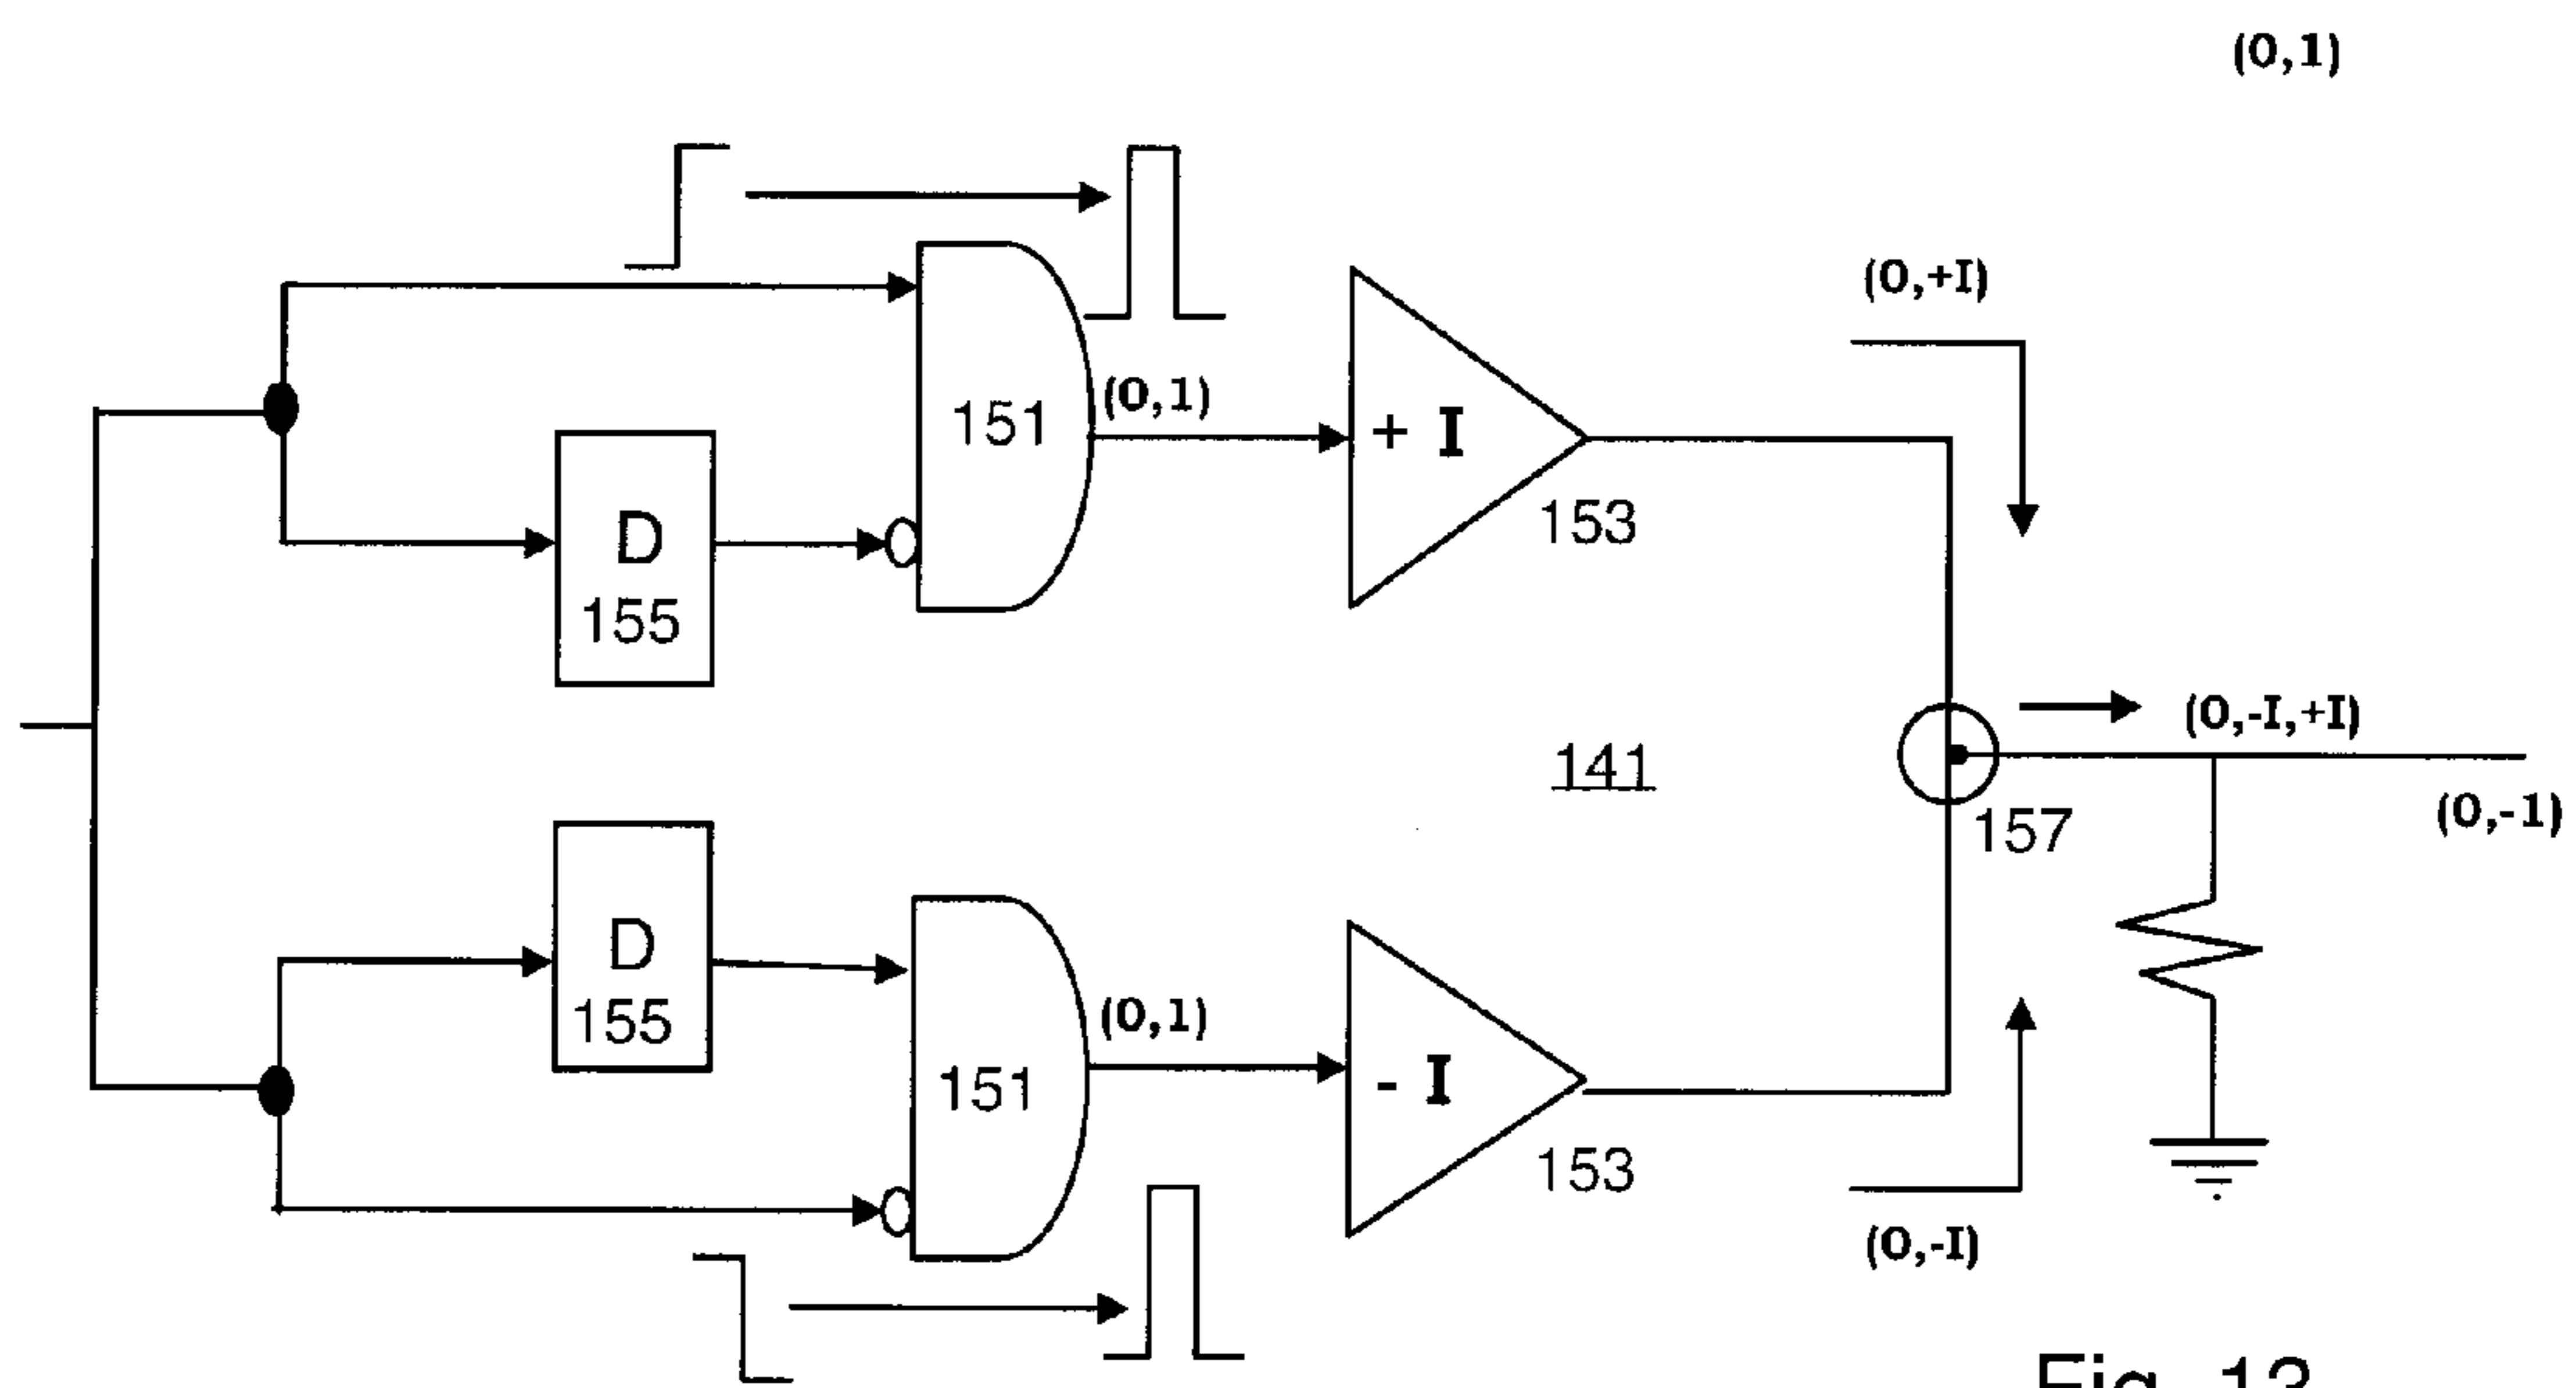 (0,1)
(0,+I)
151
(0,1)
+ I
153
D
155
(0,-I,+I)
141
157
(0,-1)
D
155
151
(0,1)
- I
153
(0,-I)